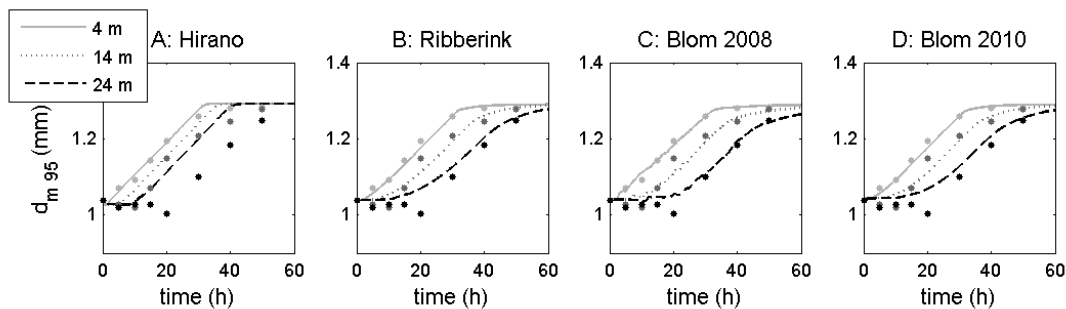 4 m
14 m
24 m
A: Hirano
B: Ribberink
C: Blom 2008
D: Blom 2010
d m 95 (mm)
1.2
1
0 20 40 60
time (h)
1.4
1.2
1
0 20 40 60
time (h)
1.4
1.2
1
0 20 40 60
time (h)
1.4
1.2
1
0 20 40 60
time (h)